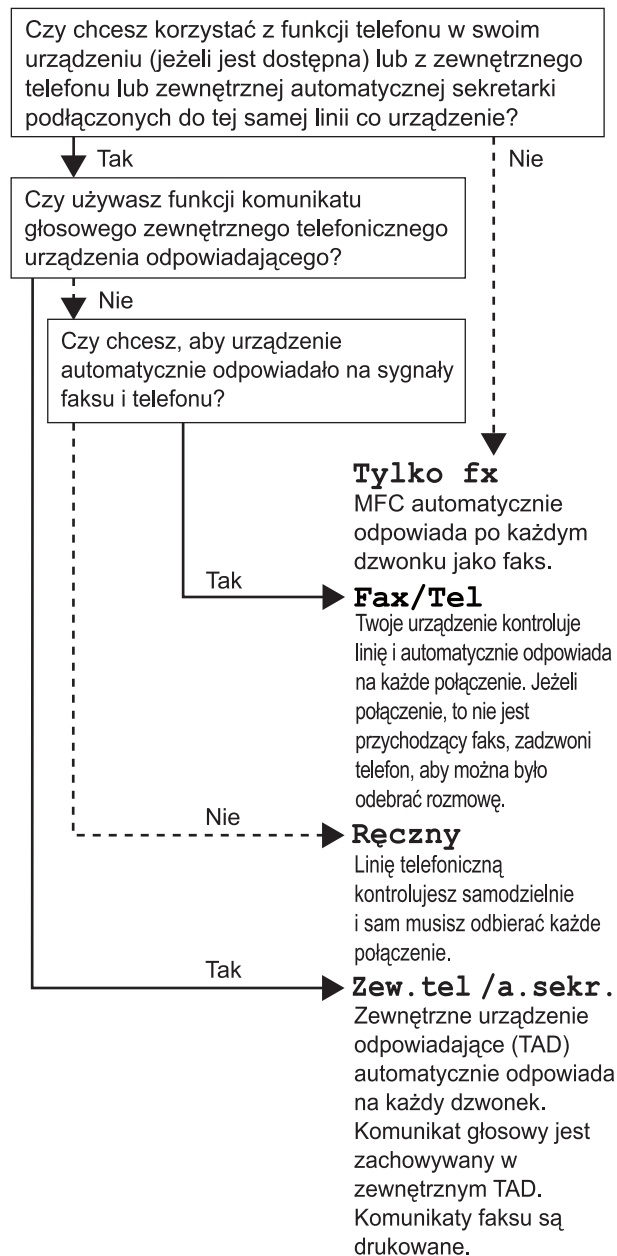 Czy chcesz korzystać z funkcji telefonu w swoim
urządzeniu (jeżeli jest dostępna) lub z zewnętrznego
telefonu lub zewnętrznej automatycznej sekretarki
podłączonych do tej samej linii co urządzenie?
Tak
Nie
Czy używasz funkcji komunikatu
głosowego zewnętrznego telefonicznego
urządzenia odpowiadającego?
Nie
Czy chcesz, aby urządzenie
automatycznie odpowiadało na sygnały
faksu i telefonu?
Tylko fx
MFC automatycznie
odpowiada po każdym
dzwonku jako faks.
Tak
Fax/Tel
Twoje urządzenie kontroluje
linię i automatycznie odpowiada
na każde połączenie. Jeżeli
połączenie, to nie jest
przychodzący faks, zadzwoni
telefon, aby można było
odebrać rozmowę.
Nie
Ręczny
Linię telefoniczną
kontrolujesz samodzielnie
i sam musisz odbierać każde
połączenie.
Tak
Zew.tel /a.sekr.
Zewnętrzne urządzenie
odpowiadające (TAD)
automatycznie odpowiada
na każdy dzwonek.
Komunikat głosowy jest
zachowywany w
zewnętrznym TAD.
Komunikaty faksu są
drukowane.